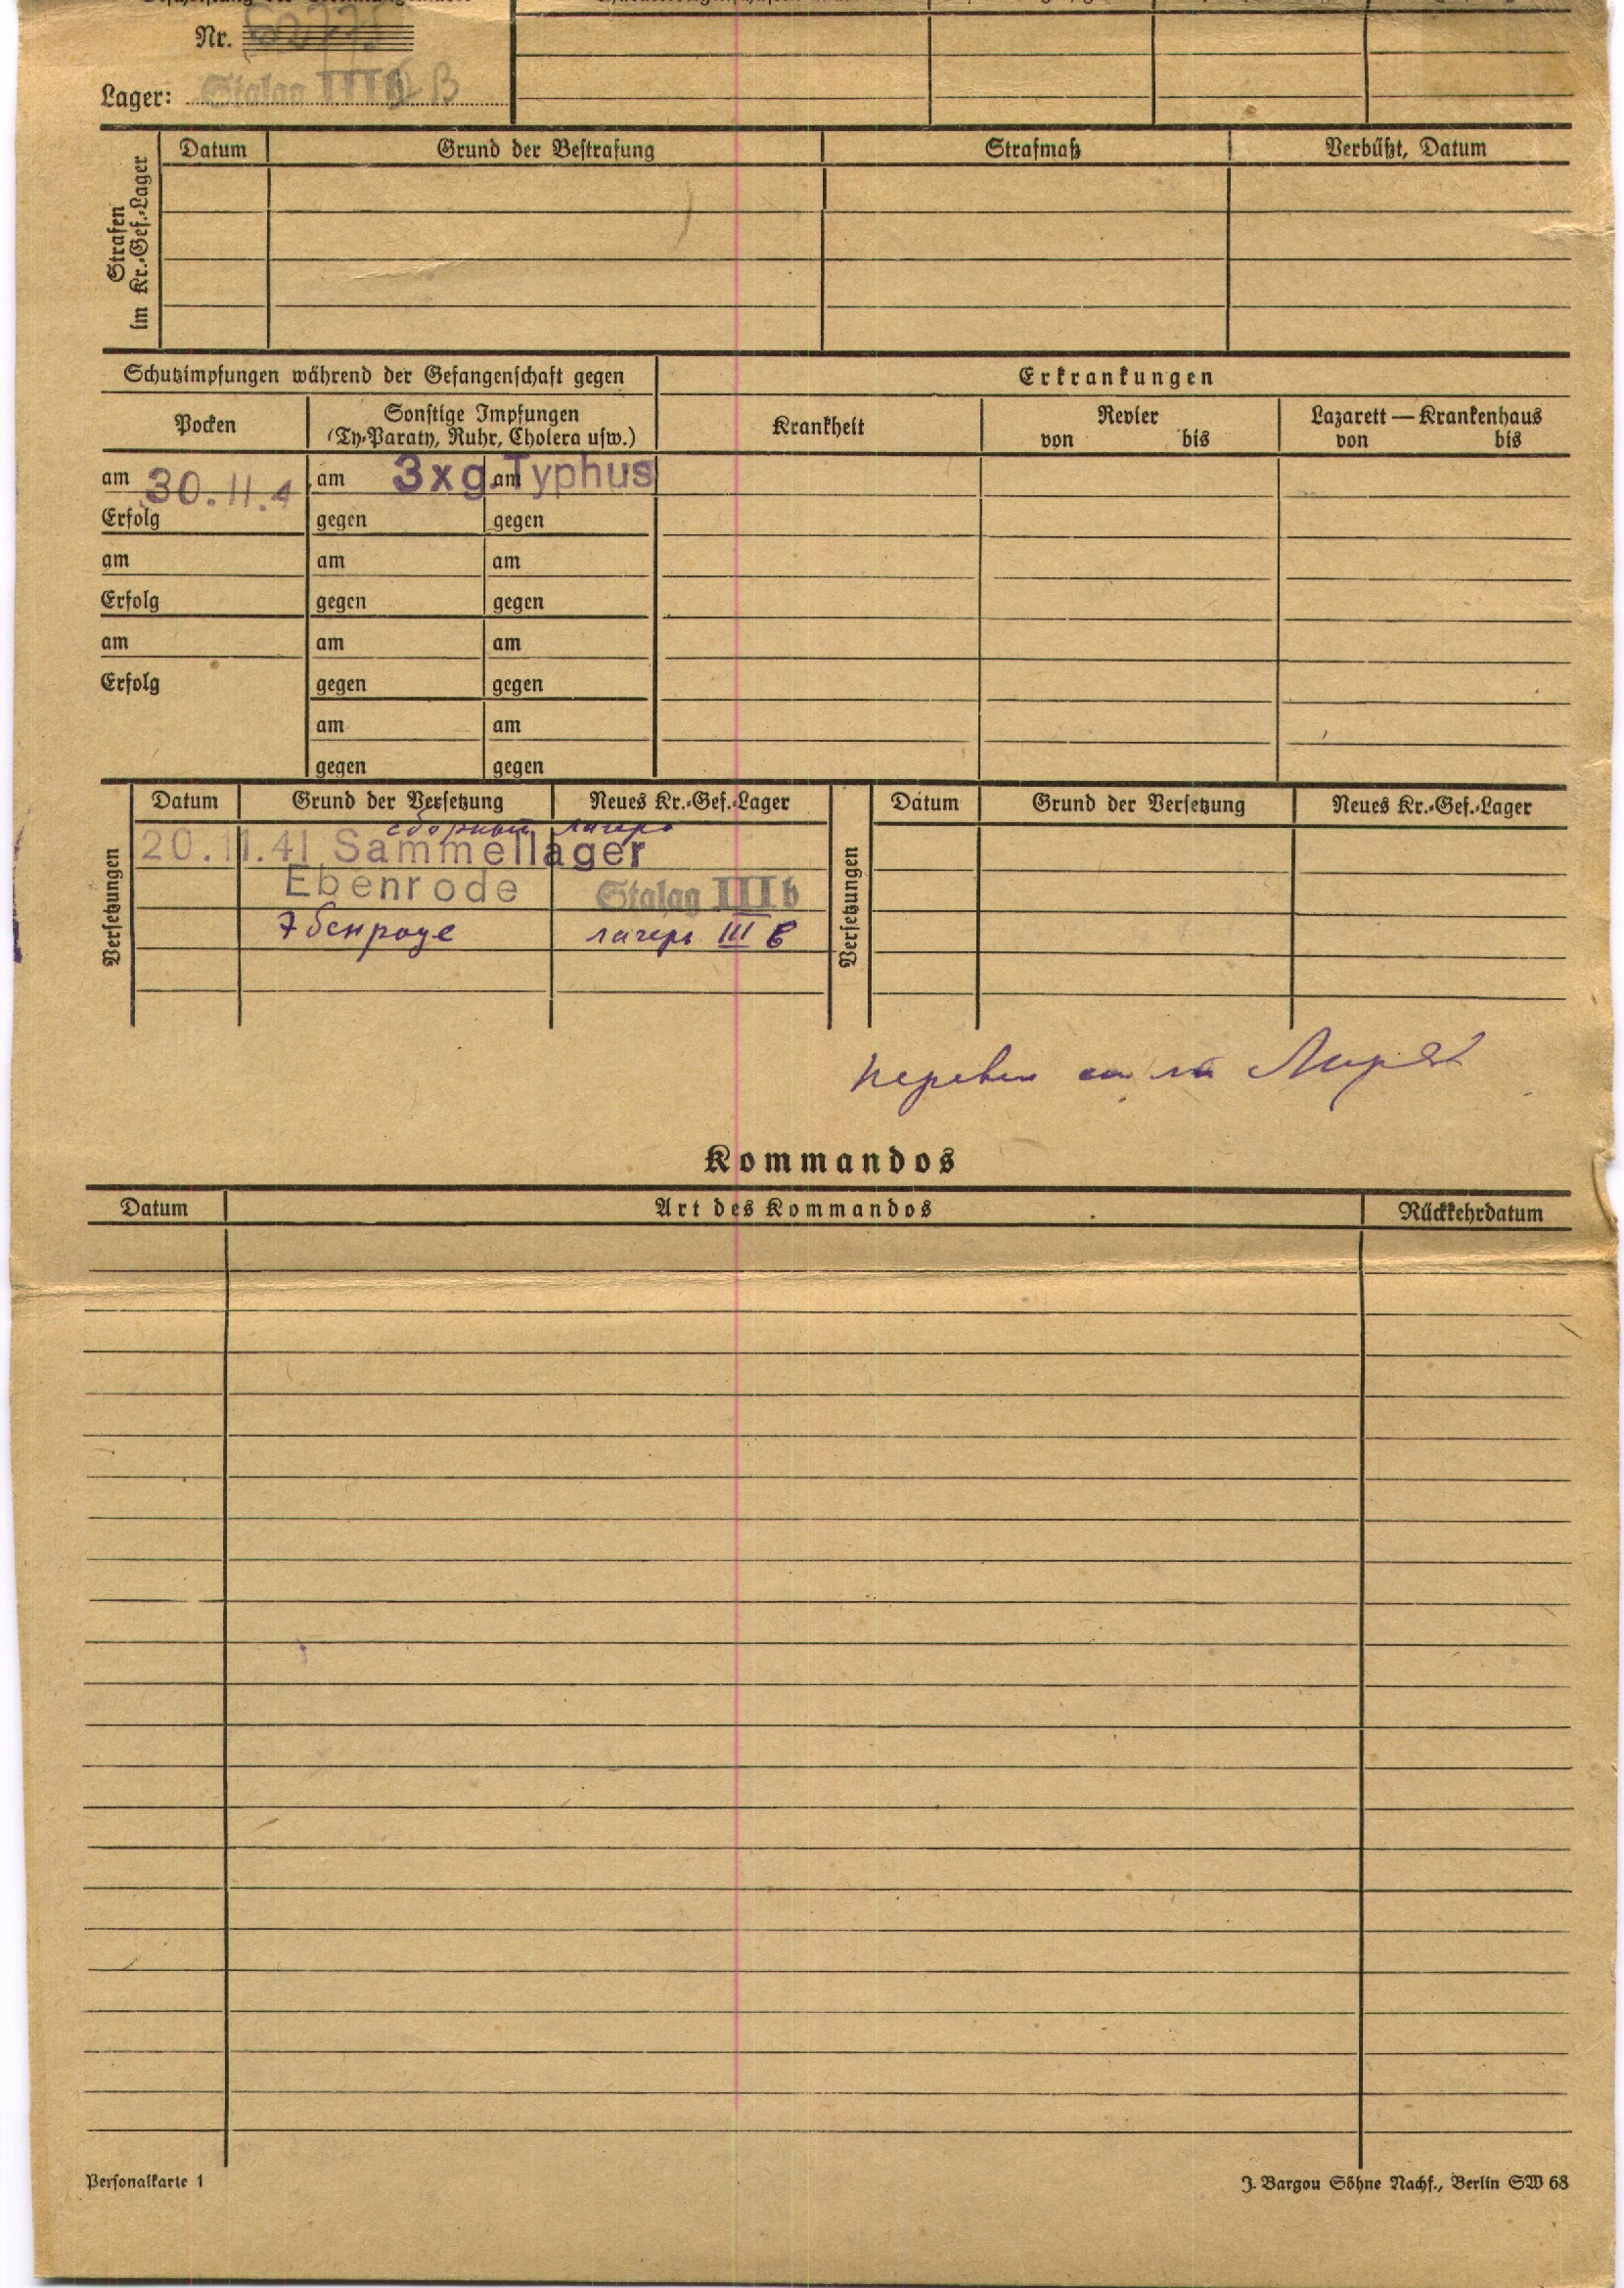 Nr.
Lager: Stalag III B
Strafen im Kr.-Gef.-Lager
Datum Grund der Bestrafung Strafmaß Verbüßt, Datum
Schutzimpfungen während der Gefangenschaft gegen Erkrankungen
Pocken Sonstige Impfungen Krankheit Revier Lazarett — Krankenhaus
(Ty-Paraty, Ruhr, Cholera usw.) von bis von bis
am 30.11.4 am 3xg. am Typhus
Erfolg gegen gegen
am am am
Erfolg gegen gegen
am am am
Erfolg gegen gegen
am am
gegen gegen
Versetzungen
Datum Grund der Versetzung Neues Kr.-Gef.-Lager
сборный лагерь
20.11.41 Sammellager
Ebenrode Stalag IIIb
Эбенроде лагерь III б
Versetzungen
Datum Grund der Versetzung Neues Kr.-Gef.-Lager
Kommandos
Datum Art des Kommandos Rückkehrdatum
Personalkarte 1 J. Bargou Söhne Nachf., Berlin SW 68